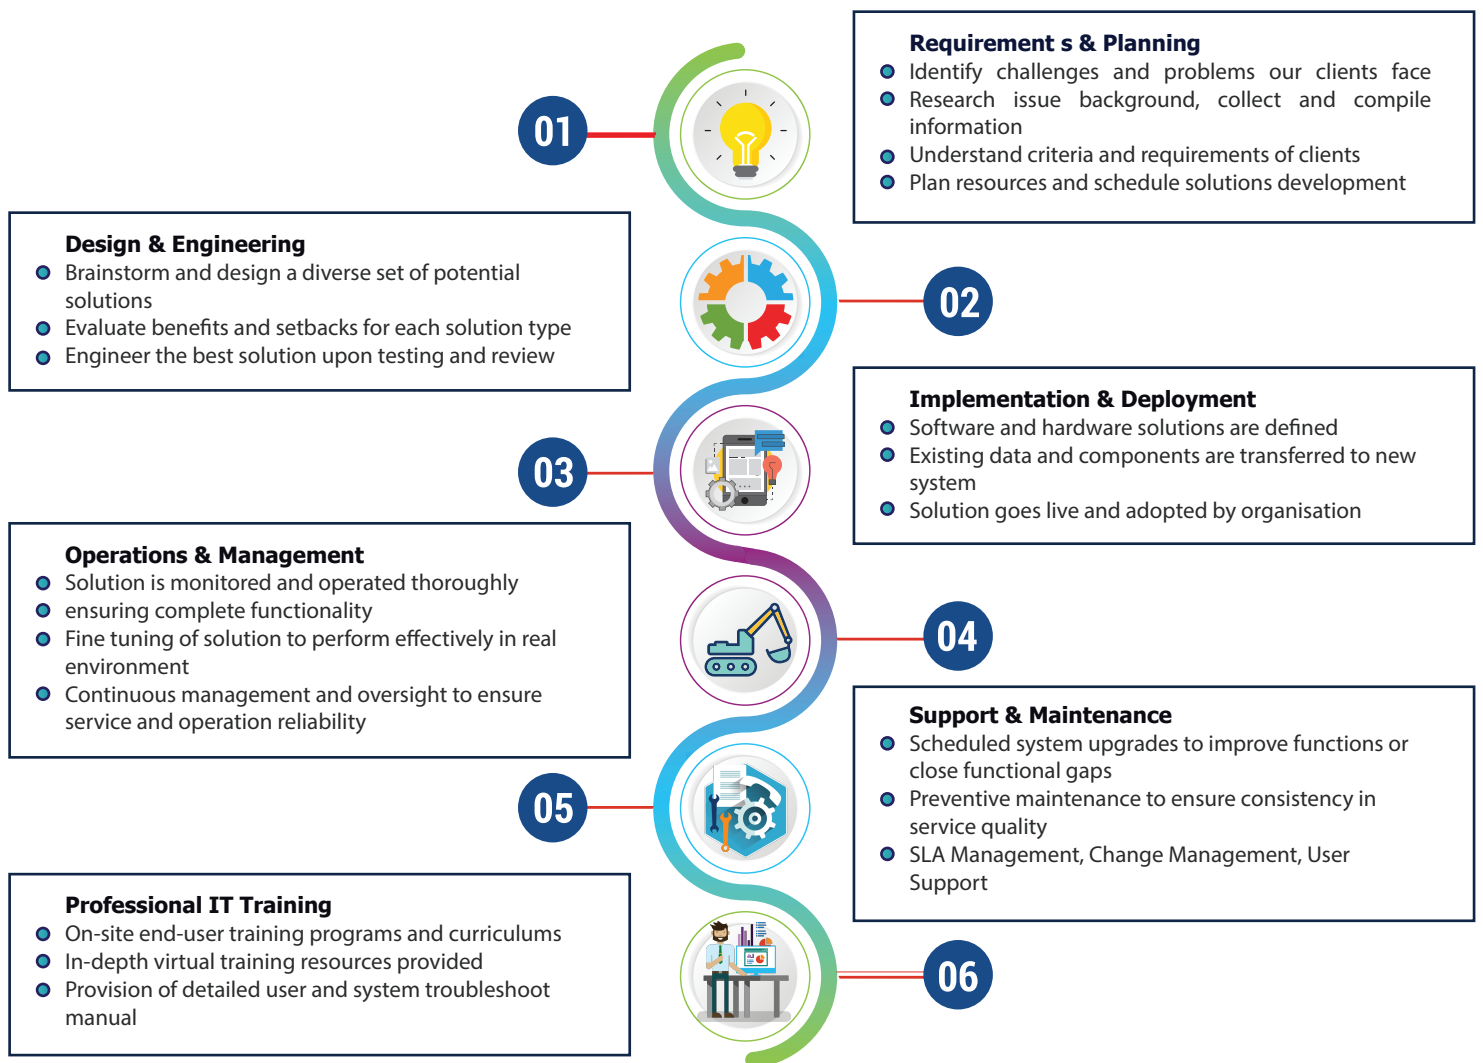 01
Requirement s & Planning
Identify challenges and problems our clients face
Research issue background, collect and compile
information
Understand criteria and requirements of clients
Plan resources and schedule solutions development
Design & Engineering
Brainstorm and design a diverse set of potential
solutions
Evaluate benefits and setbacks for each solution type
Engineer the best solution upon testing and review
02
03
Implementation & Deployment
Software and hardware solutions are defined
Existing data and components are transferred to new
system
Solution goes live and adopted by organisation
Operations & Management
Solution is monitored and operated thoroughly
ensuring complete functionality
Fine tuning of solution to perform effectively in real
environment
Continuous management and oversight to ensure
service and operation reliability
04
05
Support & Maintenance
Scheduled system upgrades to improve functions or
close functional gaps
Preventive maintenance to ensure consistency in
service quality
SLA Management, Change Management, User
Support
Professional IT Training
On-site end-user training programs and curriculums
In-depth virtual training resources provided
Provision of detailed user and system troubleshoot
manual
06